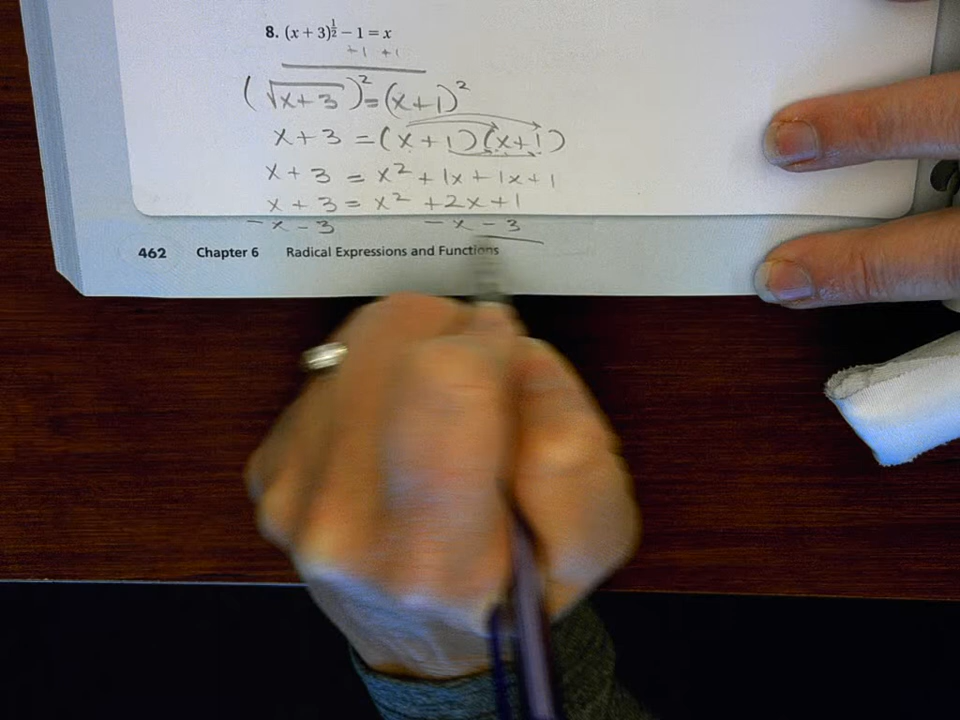 8. (x + 3)^{1/2} − 1 = x
+1 +1
(√x+3)² = (x+1)²
x+3 = (x+1)(x+1)
x+3 = x² + 1x + 1x + 1
x+3 = x² + 2x + 1
−x − 3 −x − 3
462 Chapter 6 Radical Expressions and Functions